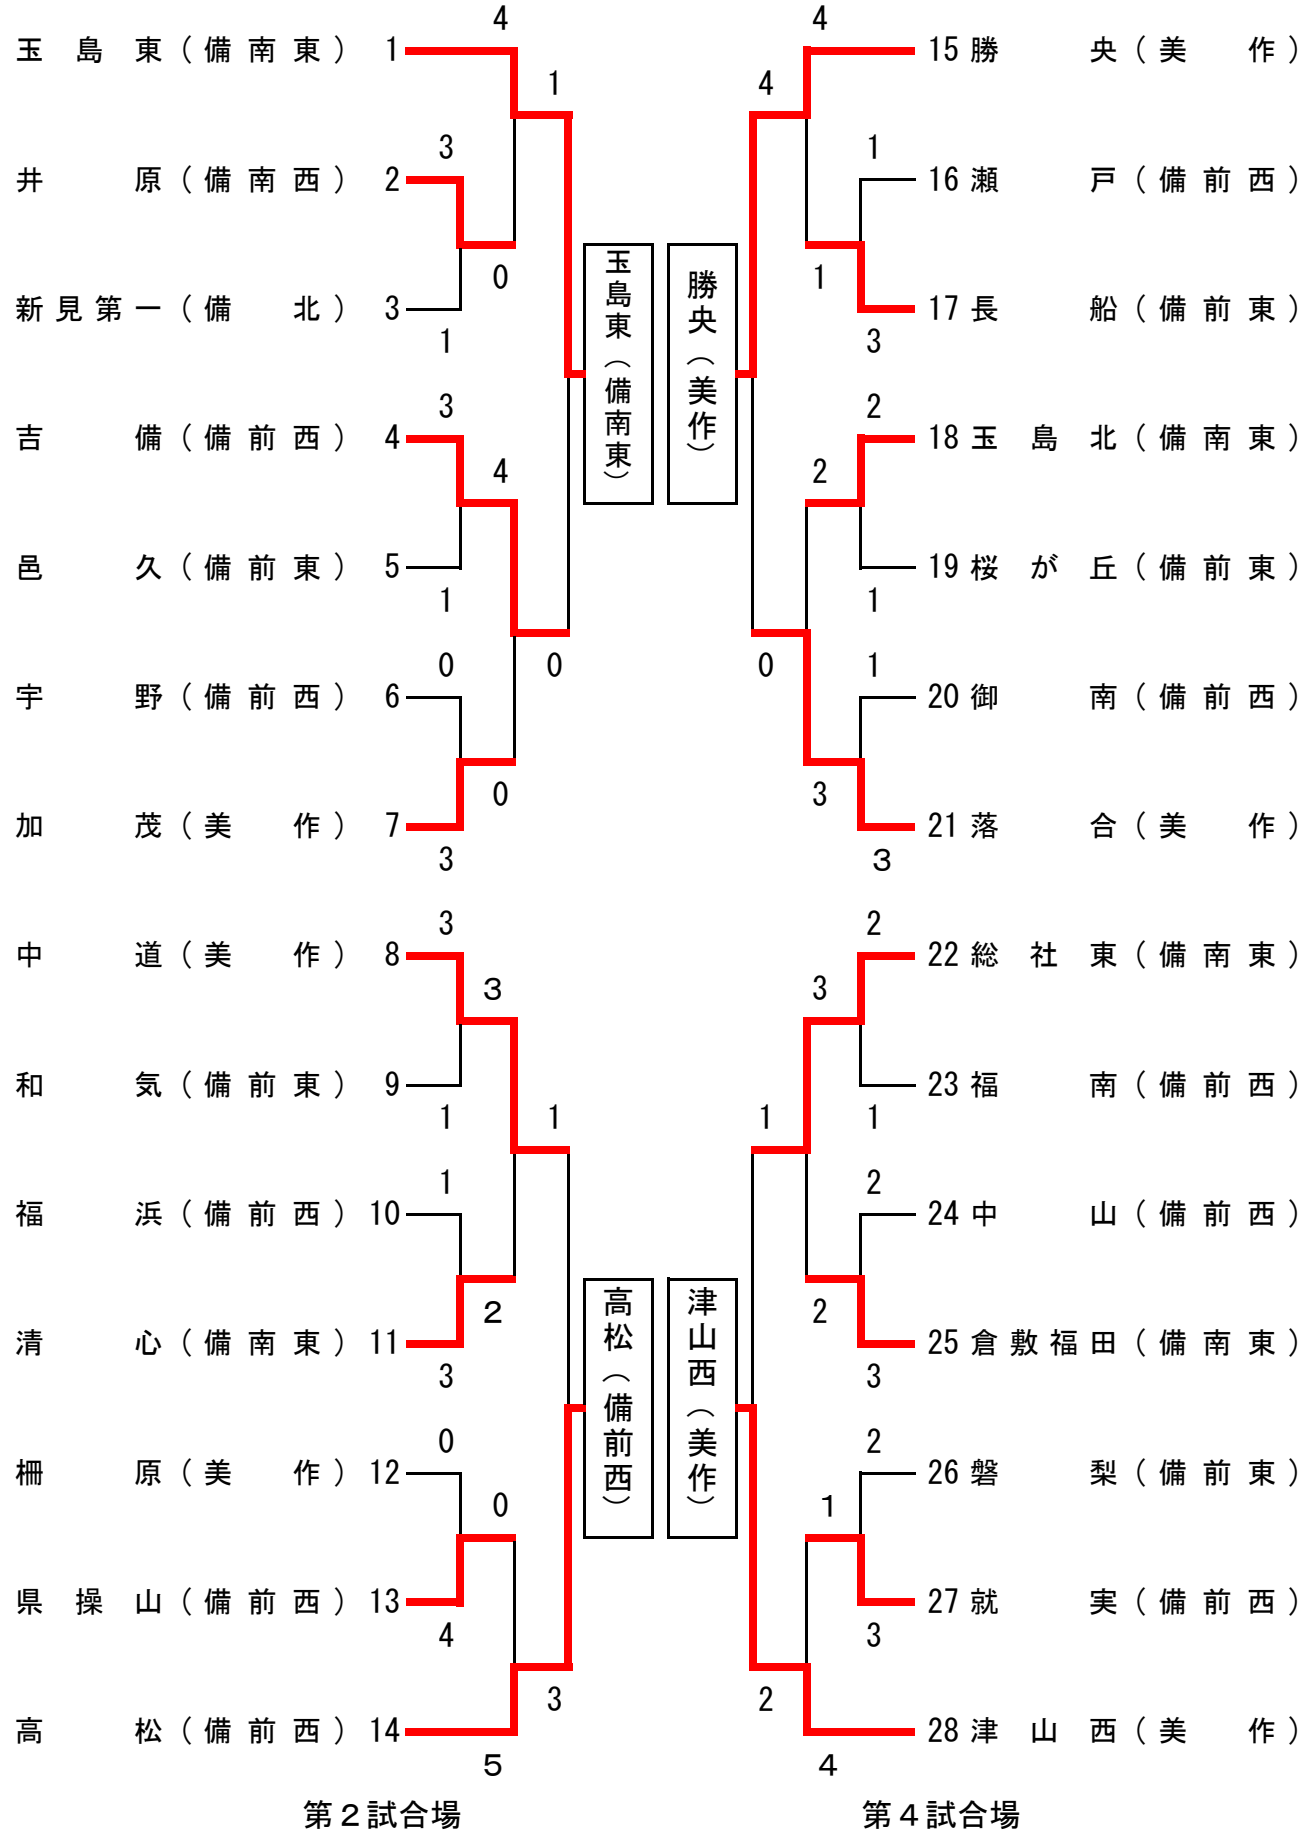 4
玉島東（備南東） 1
1
3
井原（備南西） 2
0
新見第一（備北） 3
1
3
吉備（備前西） 4
4
邑久（備前東） 5
1
0
0
宇野（備前西） 6
0
加茂（美作） 7
3
玉島東（備南東）
3
中道（美作） 8
3
和気（備前東） 9
1
1
1
福浜（備前西） 10
2
清心（備南東） 11
3
0
柵原（美作） 12
0
県操山（備前西） 13
4
3
高松（備前西） 14
5
高松（備前西）
第２試合場
4
15 勝央（美作）
4
1
16 瀬戸（備前西）
1
17 長船（備前東）
3
2
18 玉島北（備南東）
2
19 桜が丘（備前東）
1
0
1
20 御南（備前西）
3
21 落合（美作）
3
勝央（美作）
2
22 総社東（備南東）
3
23 福南（備前西）
1
1
2
24 中山（備前西）
2
25 倉敷福田（備南東）
3
2
26 磐梨（備前東）
1
27 就実（備前西）
3
2
28 津山西（美作）
4
津山西（美作）
第４試合場